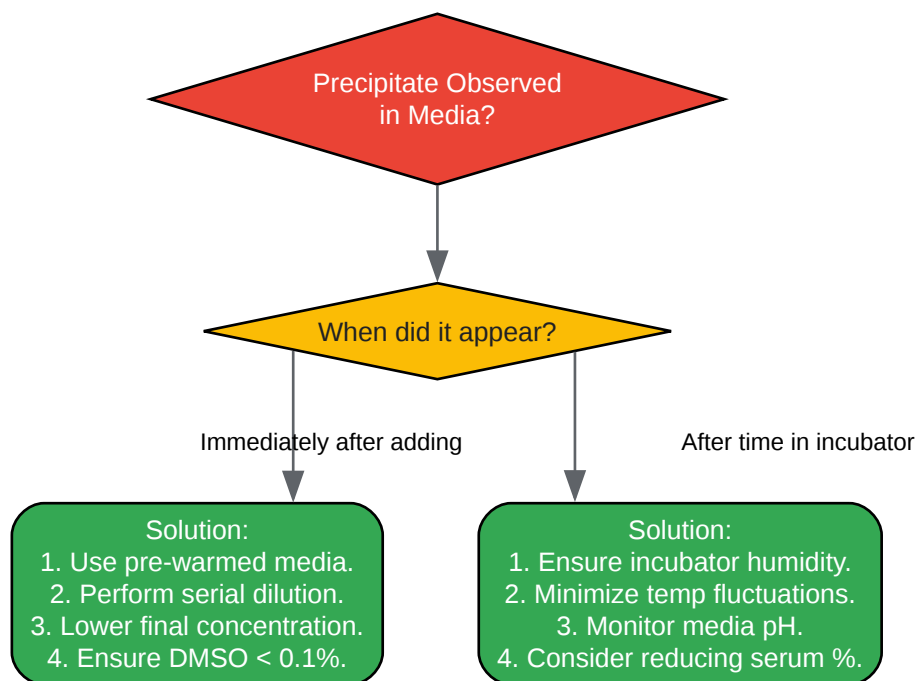 Precipitate Observed
in Media?
When did it appear?
Immediately after adding
After time in incubator
Solution:
1. Use pre-warmed media.
2. Perform serial dilution.
3. Lower final concentration.
4. Ensure DMSO < 0.1%.
Solution:
1. Ensure incubator humidity.
2. Minimize temp fluctuations.
3. Monitor media pH.
4. Consider reducing serum %.